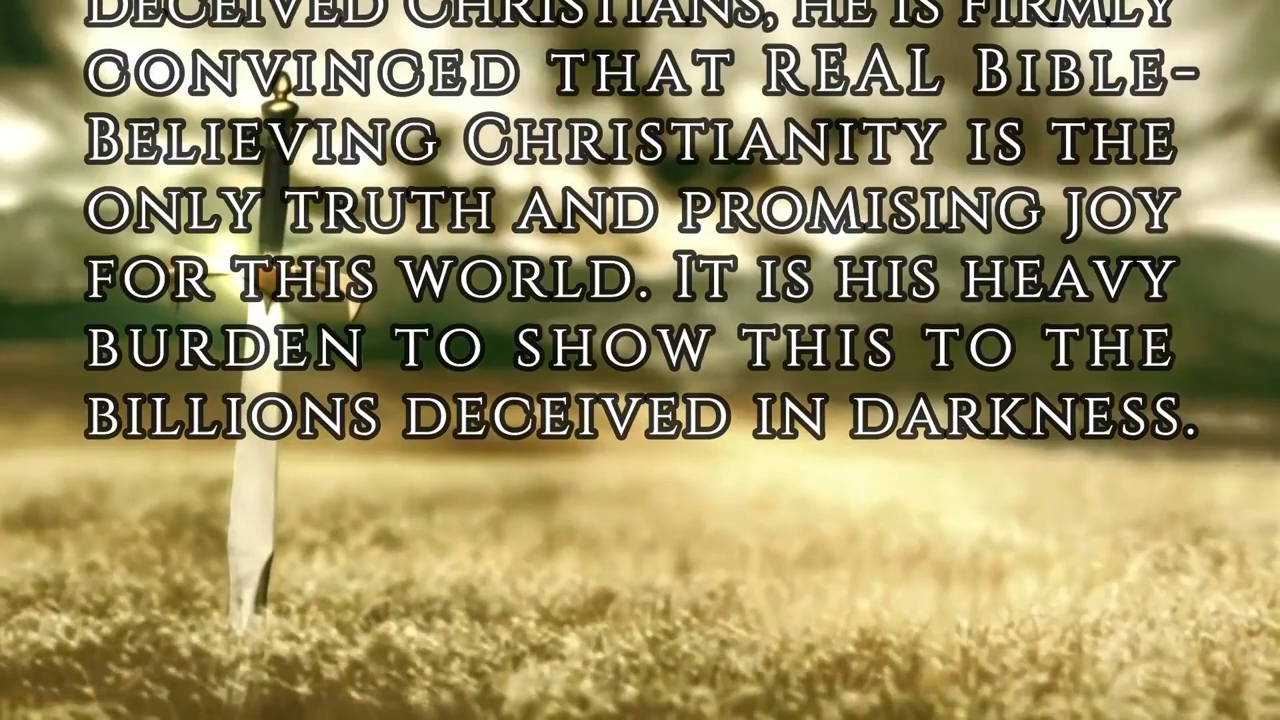 DECEIVED CHRISTIANS, HE IS FIRMLY
CONVINCED THAT REAL BIBLE-
BELIEVING CHRISTIANITY IS THE
ONLY TRUTH AND PROMISING JOY
FOR THIS WORLD. IT IS HIS HEAVY
BURDEN TO SHOW THIS TO THE
BILLIONS DECEIVED IN DARKNESS.